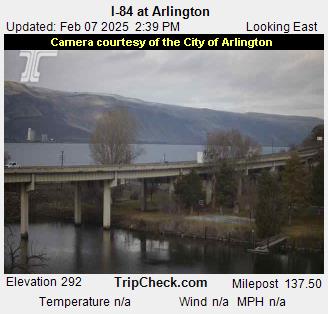 I-84 at Arlington
Updated: Feb 07 2025 2:39 PM Looking East
Camera courtesy of the City of Arlington
Elevation 292 TripCheck.com Milepost 137.50
Temperature n/a Wind n/a MPH n/a